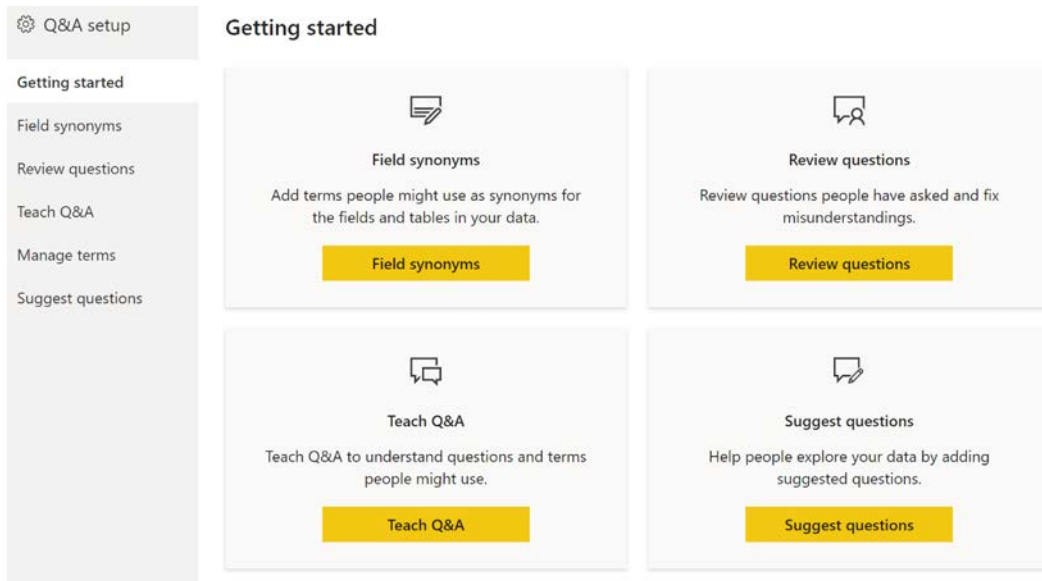 Q&A setup
Getting started
Field synonyms
Review questions
Teach Q&A
Manage terms
Suggest questions
Getting started
Field synonyms
Add terms people might use as synonyms for
the fields and tables in your data.
Field synonyms
Review questions
Review questions people have asked and fix
misunderstandings.
Review questions
Teach Q&A
Teach Q&A to understand questions and terms
people might use.
Teach Q&A
Suggest questions
Help people explore your data by adding
suggested questions.
Suggest questions